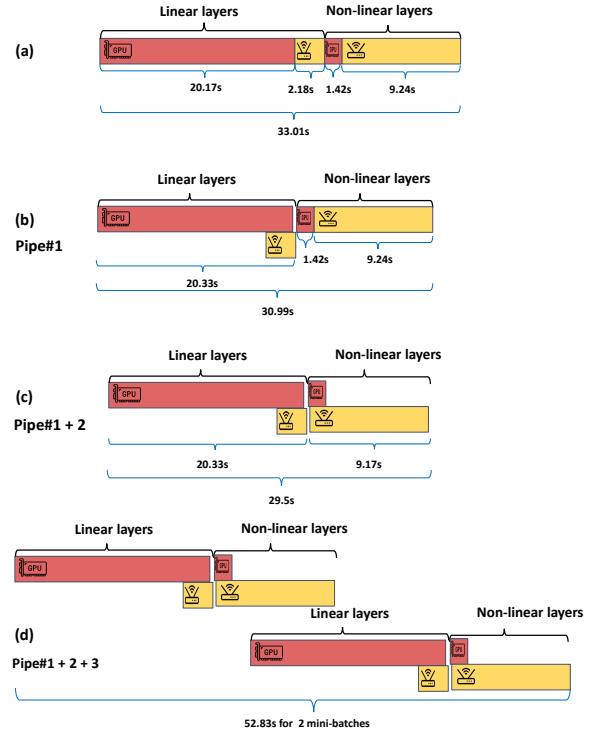 Linear layers Non-linear layers
(a)
GPU GPU
20.17s 2.18s 1.42s 9.24s
33.01s
Linear layers Non-linear layers
(b)
GPU GPU
Pipe#1
1.42s 9.24s
20.33s
30.99s
Linear layers Non-linear layers
(c)
GPU GPU
Pipe#1 + 2
20.33s 9.17s
29.5s
Linear layers Non-linear layers
GPU GPU
Linear layers Non-linear layers
(d)
GPU GPU
Pipe#1 + 2 + 3
52.83s for 2 mini-batches